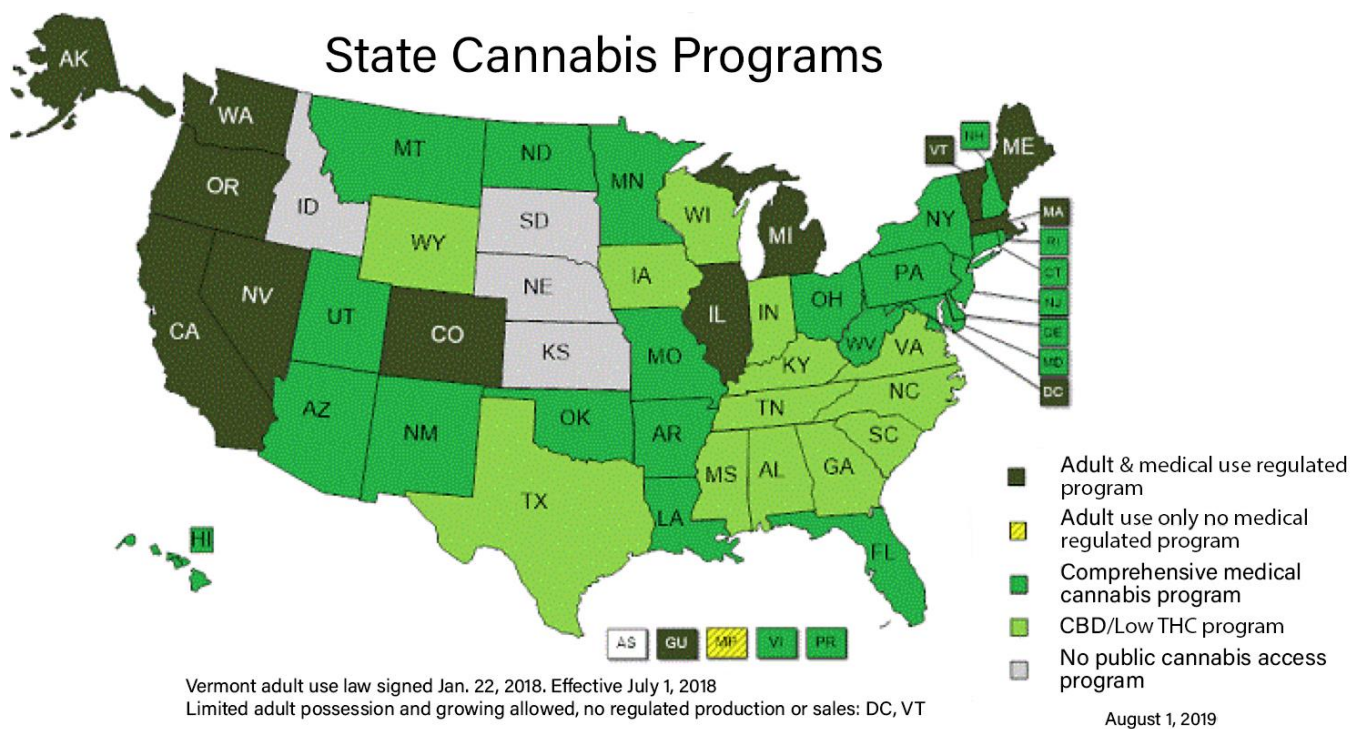 State Cannabis Programs
AK
WA
OR
ID
MT
ND
MN
SD
WY
WI
MI
NE
IA
NV
UT
CO
KS
CA
AZ
NM
OK
TX
MO
AR
LA
IL
IN
OH
KY
TN
MS
AL
GA
SC
NC
VA
WV
PA
NY
FL
VT
NH
ME
MA
RI
CT
NJ
DE
MD
DC
HI
AS
GU
MP
VI
PR
Adult & medical use regulated
program
Adult use only no medical
regulated program
Comprehensive medical
cannabis program
CBD/Low THC program
No public cannabis access
program
Vermont adult use law signed Jan. 22, 2018. Effective July 1, 2018
Limited adult possession and growing allowed, no regulated production or sales: DC, VT
August 1, 2019